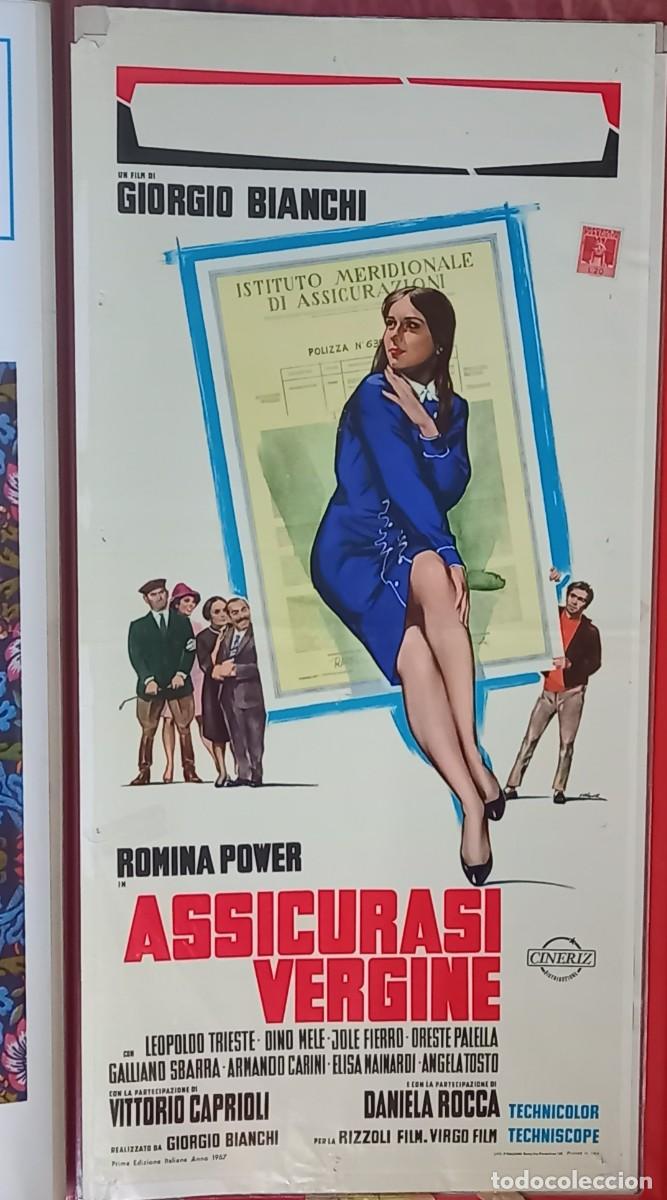 UN FILM DI
GIORGIO BIANCHI
ISTITUTO MERIDIONALE
DI ASSICURAZIONI
POLIZZA N° 63
L.20
ROMINA POWER
IN
ASSICURASI
VERGINE
CINERIZ
DISTRIBUZIONE
CON LEOPOLDO TRIESTE · DINO MELE · JOLE FIERRO · ORESTE PALELLA
GALLIANO SBARRA · ARMANDO CARINI · ELISA MAINARDI · ANGELA TOSTO
CON LA PARTECIPAZIONE DI
VITTORIO CAPRIOLI
E CON LA PARTECIPAZIONE DI
DANIELA ROCCA
TECHNICOLOR
TECHNISCOPE
REALIZZATO DA GIORGIO BIANCHI
PER LA RIZZOLI FILM. VIRGO FILM
Prima Edizione Italiana Anno 1967
todocoleccion